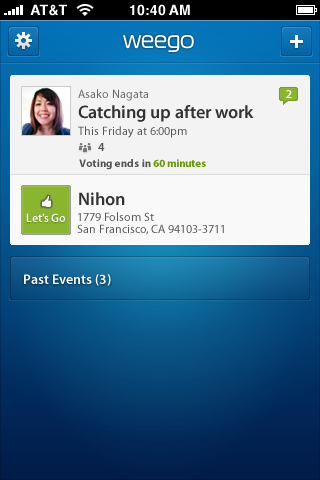 AT&T 10:40 AM
weego
Asako Nagata
2
Catching up after work
This Friday at 6:00pm
4
Voting ends in 60 minutes
Let's Go
Nihon
1779 Folsom St
San Francisco, CA 94103-3711
Past Events (3)